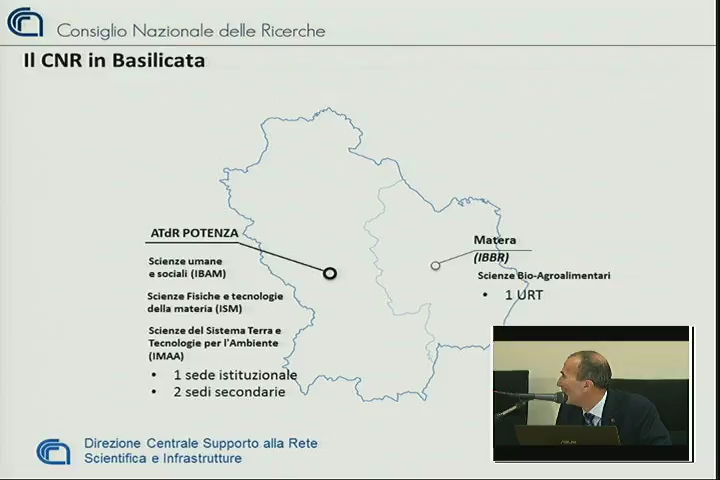 Consiglio Nazionale delle Ricerche
Il CNR in Basilicata
ATdR POTENZA
Scienze umane
e sociali (IBAM)
Scienze Fisiche e tecnologie
della materia (ISM)
Scienze del Sistema Terra e
Tecnologie per l'Ambiente
(IMAA)
• 1 sede istituzionale
• 2 sedi secondarie
Matera
(IBBR)
Scienze Bio-Agroalimentari
• 1 URT
Direzione Centrale Supporto alla Rete
Scientifica e Infrastrutture